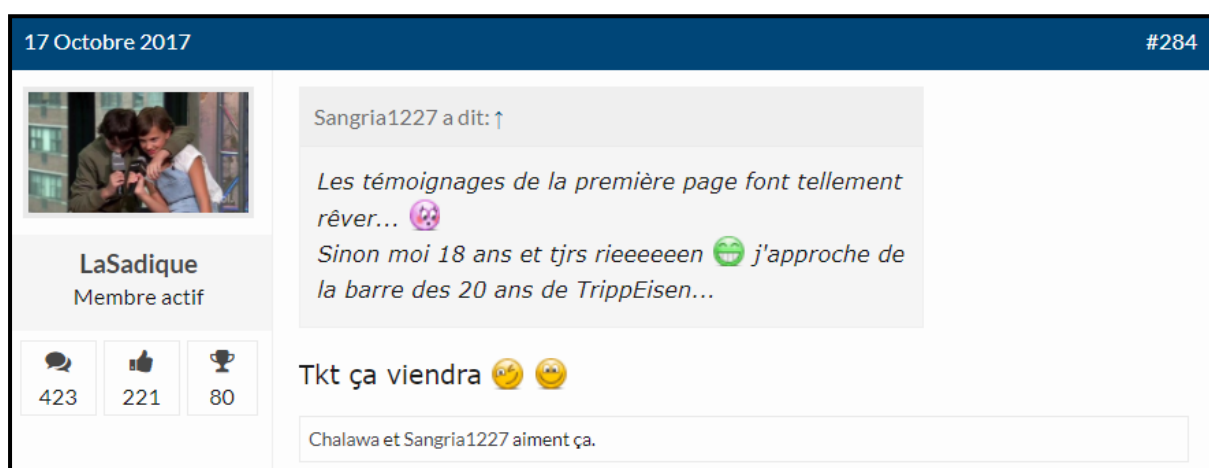 17 Octobre 2017 #284
Sangria1227 a dit: ↑
Les témoignages de la première page font tellement
rêver...
Sinon moi 18 ans et tjrs rieeeeeen j'approche de
la barre des 20 ans de TrippEisen...
LaSadique
Membre actif
423 221 80
Tkt ça viendra
Chalawa et Sangria1227 aiment ça.